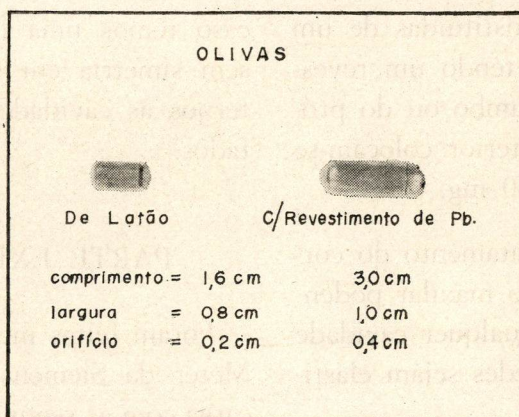 OLIVAS
De Latão C/Revestimento de Pb.
comprimento = 1,6 cm 3,0 cm
largura = 0,8 cm 1,0 cm
orifício = 0,2 cm 0,4 cm